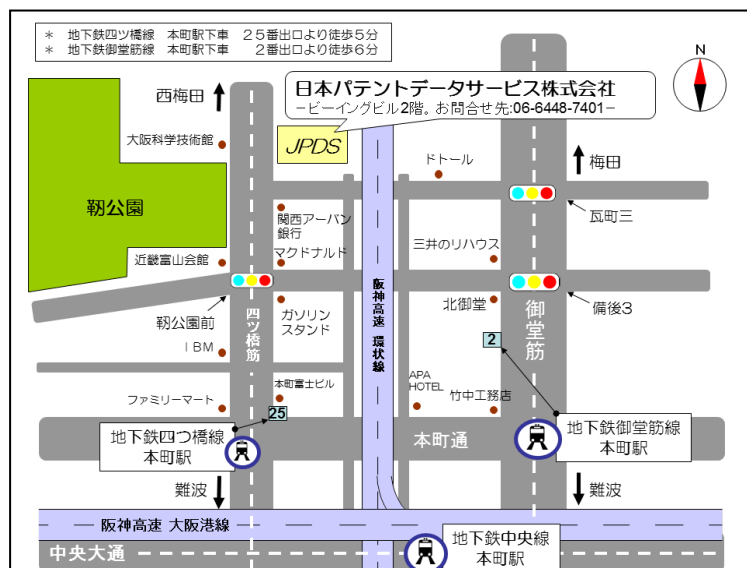 ＊ 地下鉄四ツ橋線 本町駅下車 25番出口より徒歩5分
＊ 地下鉄御堂筋線 本町駅下車 2番出口より徒歩6分
N
西梅田
日本パテントデータサービス株式会社
－ビーイングビル2階。お問合せ先:06-6448-7401－
大阪科学技術館
JPDS
ドトール
梅田
靭公園
関西アーバン
銀行
瓦町三
近畿富山会館
マクドナルド
三井のリハウス
靭公園前
四ツ橋筋
ガソリン
スタンド
阪神高速 環状線
北御堂
御堂筋
備後3
IBM
2
本町富士ビル
APA
HOTEL
ファミリーマート
25
竹中工務店
地下鉄四つ橋線
本町駅
本町通
地下鉄御堂筋線
本町駅
難波
難波
阪神高速 大阪港線
中央大通
地下鉄中央線
本町駅